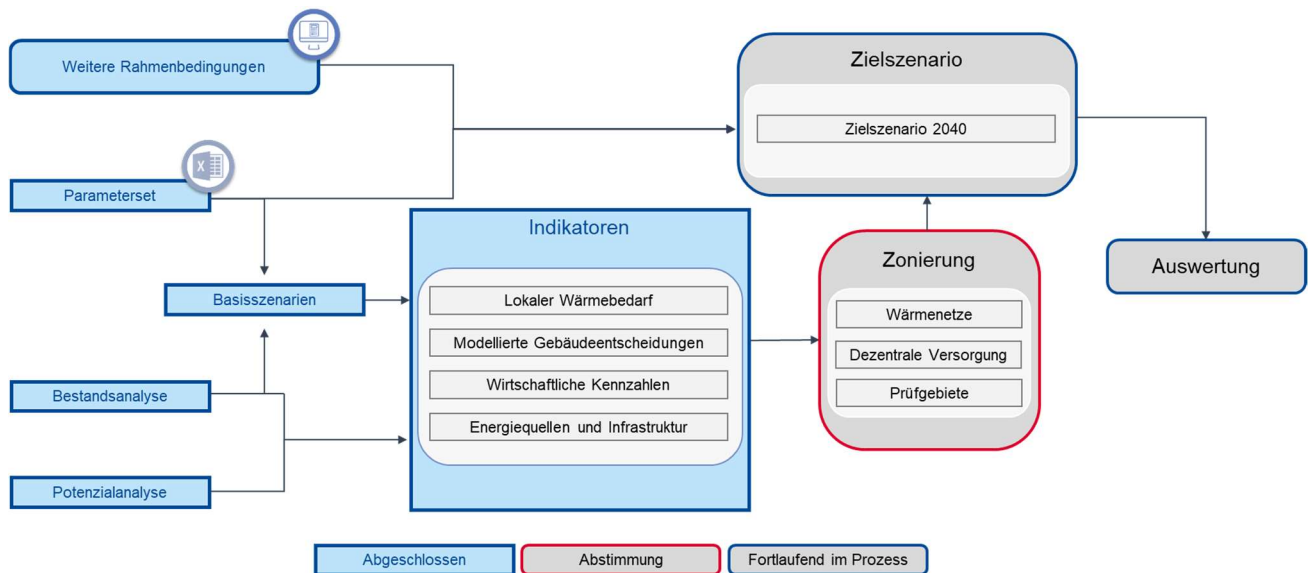 Weitere Rahmenbedingungen
Zielszenario
Zielszenario 2040
X
Parameterset
Indikatoren
Zonierung
Auswertung
Basisszenarien
Lokaler Wärmebedarf
Wärmenetze
Modellierte Gebäudeentscheidungen
Dezentrale Versorgung
Bestandsanalyse
Wirtschaftliche Kennzahlen
Prüfgebiete
Energiequellen und Infrastruktur
Potenzialanalyse
Abgeschlossen
Abstimmung
Fortlaufend im Prozess